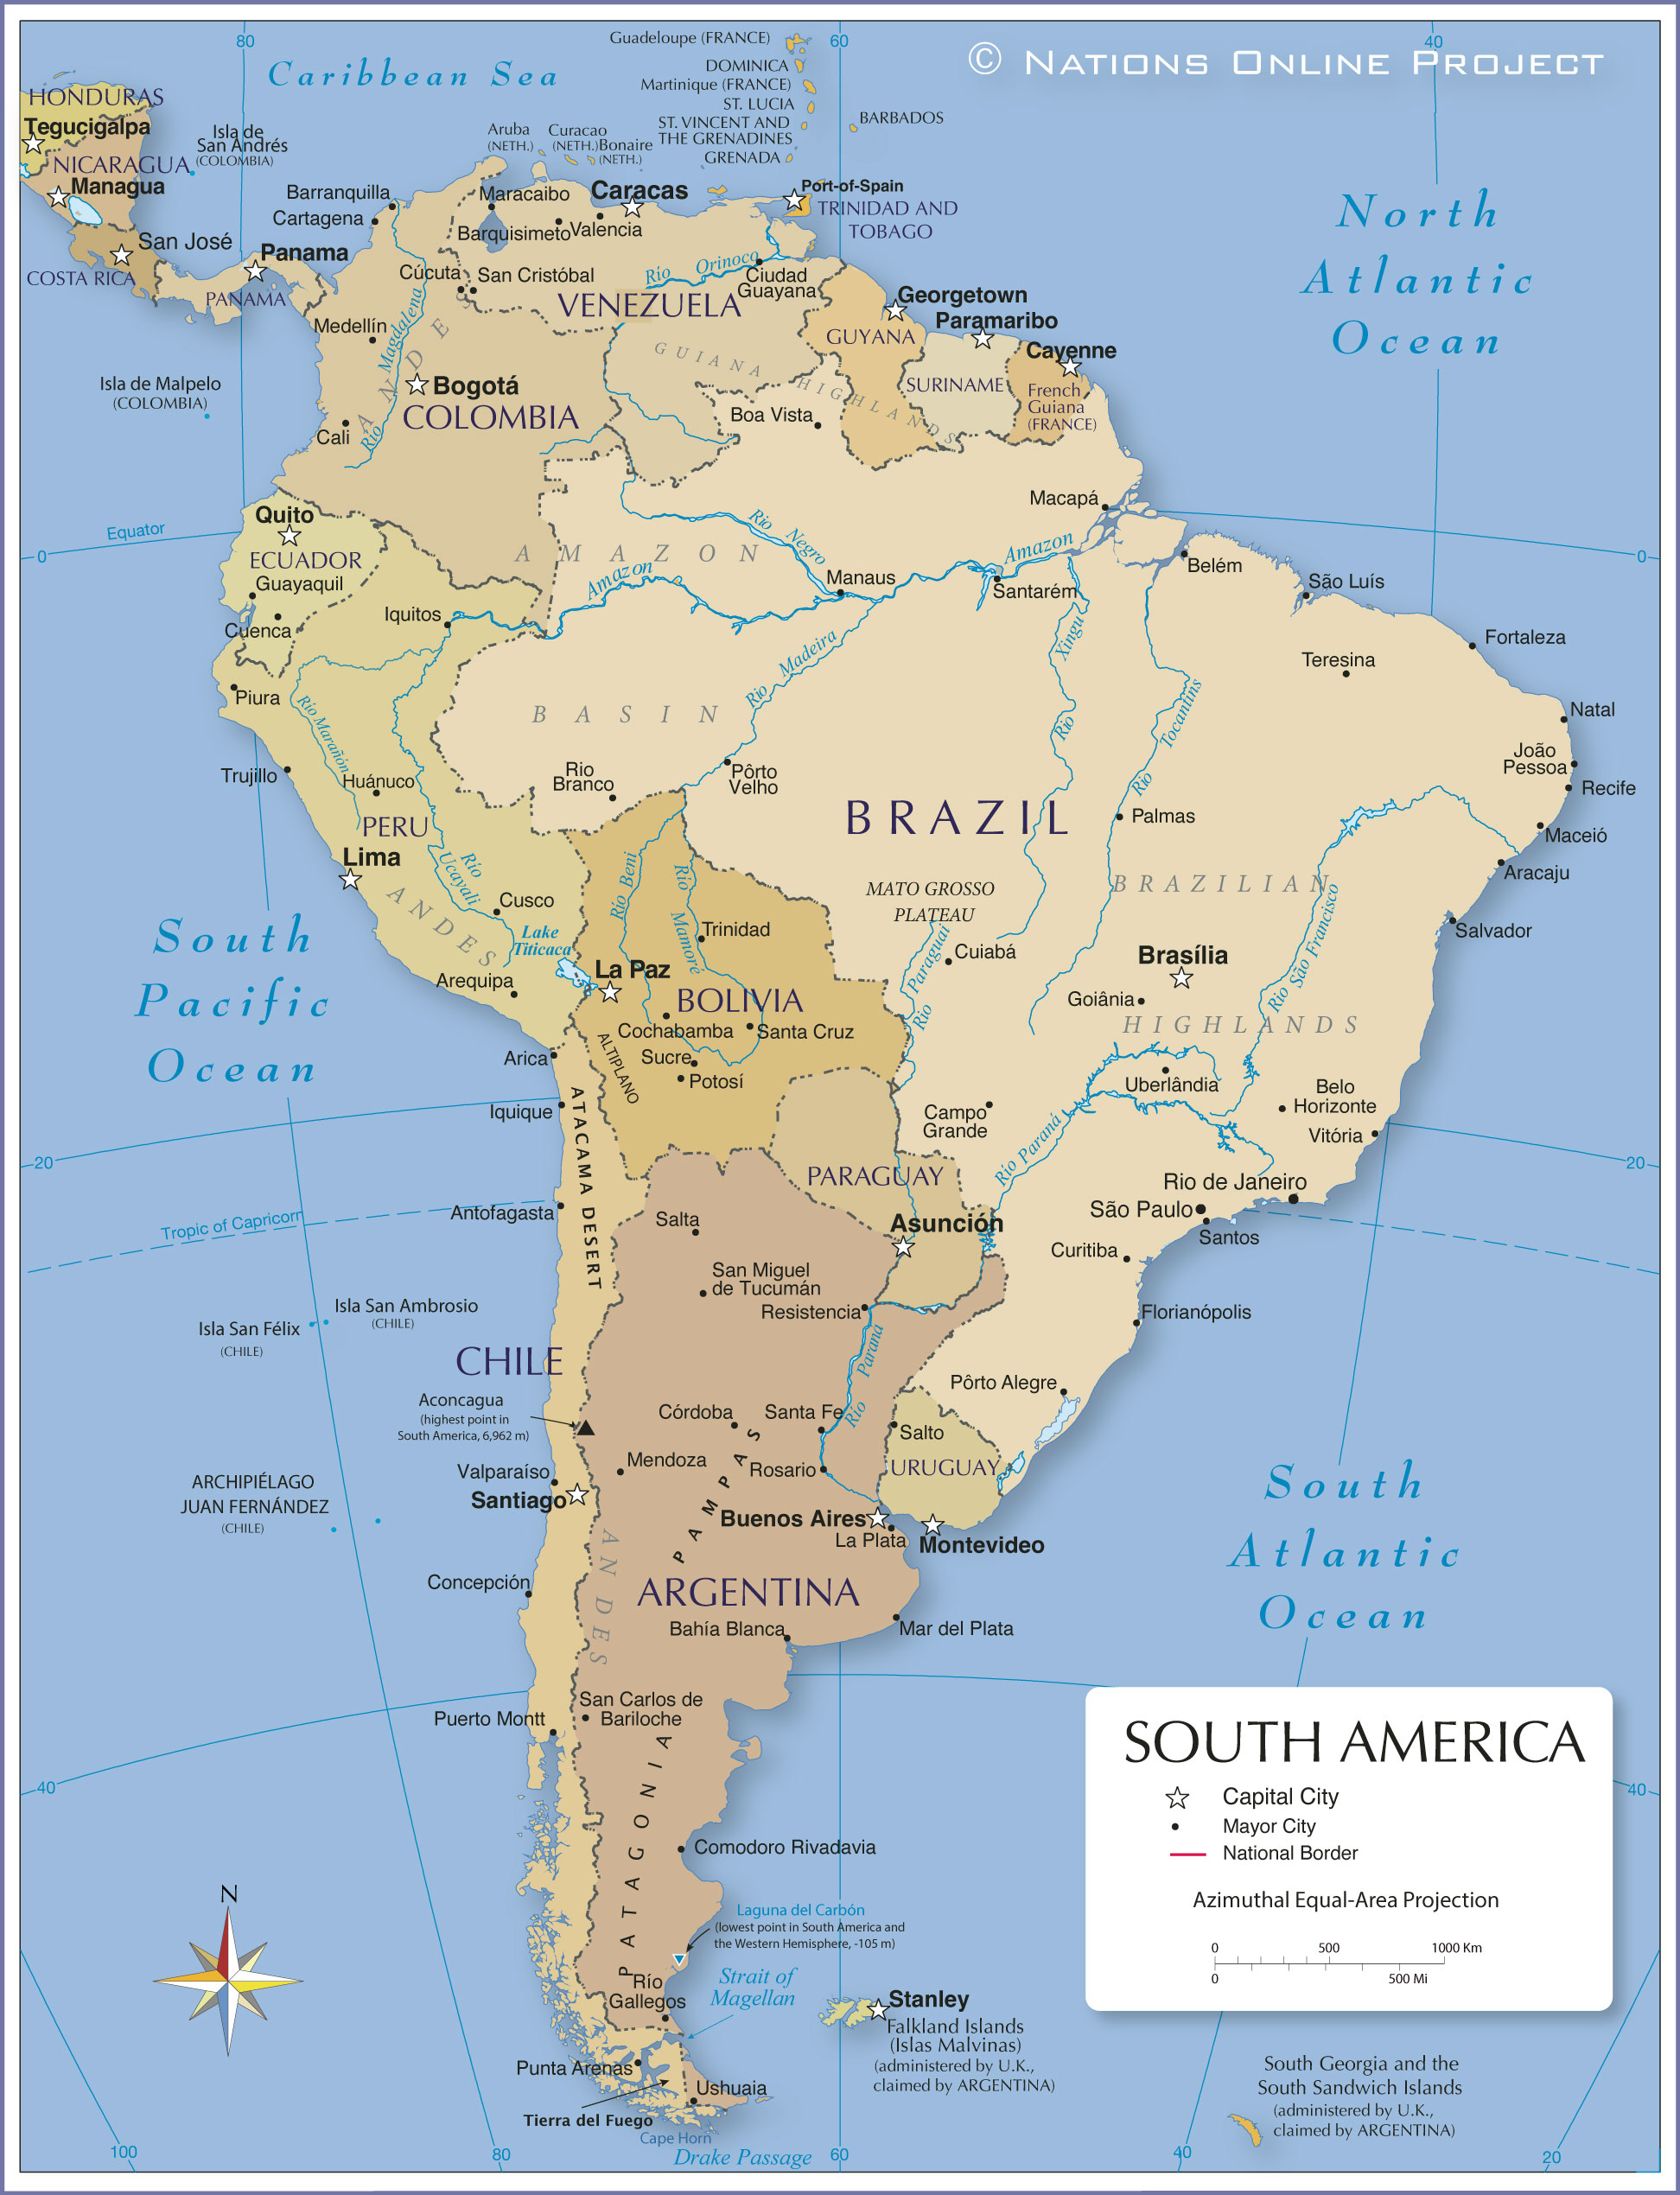 80
60
40
© NATIONS ONLINE PROJECT
Caribbean Sea
Guadeloupe (FRANCE)
DOMINICA
Martinique (FRANCE)
ST. LUCIA
ST. VINCENT AND
THE GRENADINES
GRENADA
BARBADOS
HONDURAS
Tegucigalpa
NICARAGUA
Managua
Isla de
San Andrés
(COLOMBIA)
Aruba
(NETH.)
Curacao
(NETH.)
Bonaire
(NETH.)
Barranquilla
Cartagena
Maracaibo
Caracas
Barquisimeto
Valencia
Port-of-Spain
TRINIDAD AND
TOBAGO
North
Atlantic
Ocean
San José
COSTA RICA
Panama
PANAMA
Cúcuta
San Cristóbal
Río Orinoco
Ciudad
Guayana
VENEZUELA
Georgetown
Paramaribo
Cayenne
GUYANA
SURINAME
French
Guiana
(FRANCE)
GUIANA HIGHLANDS
Medellín
Río Magdalena
ANDES
Isla de Malpelo
(COLOMBIA)
Bogotá
COLOMBIA
Cali
Boa Vista
Macapá
Quito
ECUADOR
Guayaquil
Cuenca
Equator
0
0
AMAZON
Rio Negro
Amazon
Amazon
Manaus
Santarém
Belém
São Luís
Iquitos
Fortaleza
Teresina
Rio Madeira
Rio Xingu
Rio Tocantins
Natal
João
Pessoa
Recife
Piura
Río Marañón
BASIN
Trujillo
Huánuco
Rio
Branco
Pôrto
Velho
PERU
BRAZIL
Palmas
Maceió
Aracaju
Lima
Río
Ucayali
Río Beni
Río
Mamoré
MATO GROSSO
PLATEAU
BRAZILIAN
ANDES
Cusco
Lake
Titicaca
Trinidad
Rio Paraguai
Cuiabá
Brasília
Rio São Francisco
Salvador
South
Pacific
Ocean
Arequipa
La Paz
BOLIVIA
Cochabamba
Santa Cruz
Goiânia
HIGHLANDS
Arica
ALTIPLANO
Sucre
Potosí
Uberlândia
Belo
Horizonte
Iquique
ATACAMA DESERT
Campo
Grande
Rio Paraná
Vitória
20
20
PARAGUAY
Rio de Janeiro
São Paulo
Santos
Tropic of Capricorn
Antofagasta
Salta
Asunción
Curitiba
San Miguel
de Tucumán
Resistencia
Florianópolis
Isla San Ambrosio
(CHILE)
Isla San Félix
(CHILE)
CHILE
Río Paraná
Pôrto Alegre
Aconcagua
(highest point in
South America, 6,962 m)
Córdoba
Santa Fe
Salto
URUGUAY
Mendoza
Rosario
PAMPAS
ARCHIPIÉLAGO
JUAN FERNÁNDEZ
(CHILE)
Valparaíso
Santiago
South
Atlantic
Ocean
Buenos Aires
La Plata
Montevideo
ANDES
Concepción
ARGENTINA
Bahía Blanca
Mar del Plata
San Carlos de
Bariloche
Puerto Montt
40
40
PATAGONIA
Comodoro Rivadavia
SOUTH AMERICA
Capital City
Mayor City
National Border
Azimuthal Equal-Area Projection
0 500 1000 Km
0 500 Mi
N
Laguna del Carbón
(lowest point in South America and
the Western Hemisphere, -105 m)
Río
Gallegos
Strait of
Magellan
Stanley
Falkland Islands
(Islas Malvinas)
(administered by U.K.,
claimed by ARGENTINA)
Punta Arenas
Ushuaia
Tierra del Fuego
Cape Horn
Drake Passage
South Georgia and the
South Sandwich Islands
(administered by U.K.,
claimed by ARGENTINA)
100
80
60
40
20